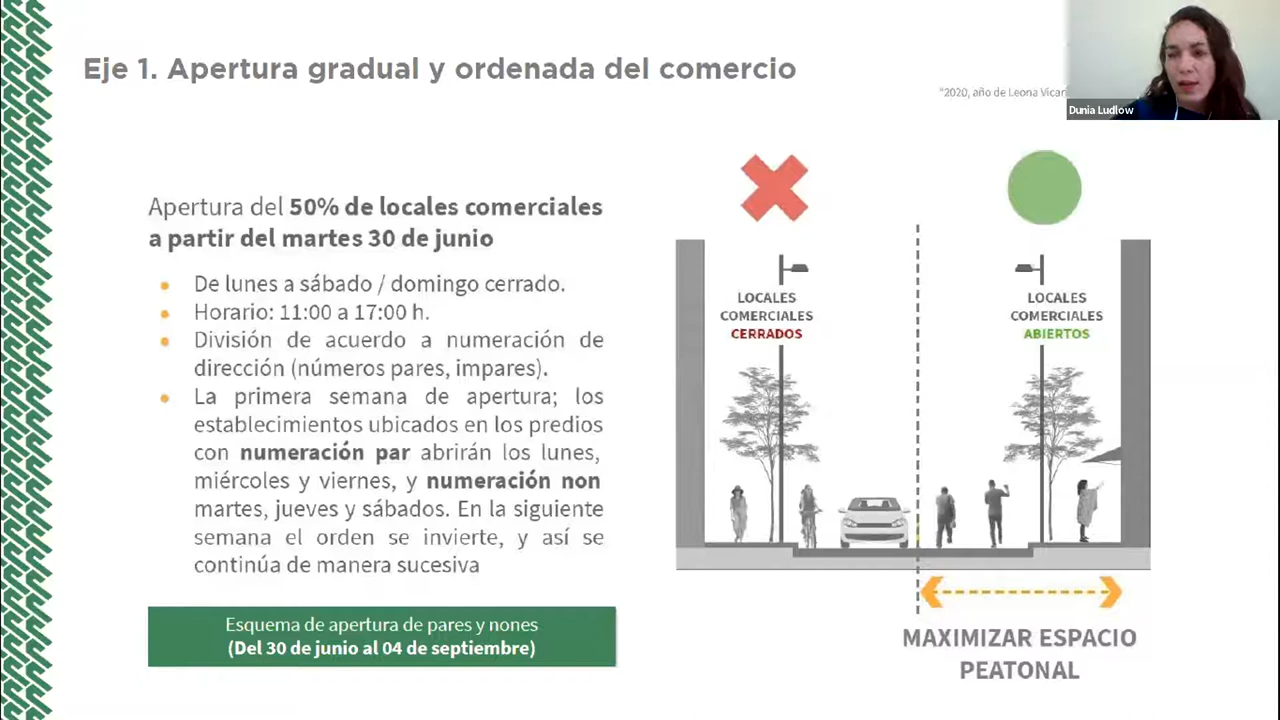 Eje 1. Apertura gradual y ordenada del comercio
"2020, año de Leona
Dunia Ludlow
Apertura del 50% de locales comerciales
a partir del martes 30 de junio
De lunes a sábado / domingo cerrado.
Horario: 11:00 a 17:00 h.
División de acuerdo a numeración de
dirección (números pares, impares).
La primera semana de apertura; los
establecimientos ubicados en los predios
con numeración par abrirán los lunes,
miércoles y viernes, y numeración non
martes, jueves y sábados. En la siguiente
semana el orden se invierte, y así se
continúa de manera sucesiva
Esquema de apertura de pares y nones
(Del 30 de junio al 04 de septiembre)
LOCALES
COMERCIALES
CERRADOS
LOCALES
COMERCIALES
ABIERTOS
MAXIMIZAR ESPACIO
PEATONAL